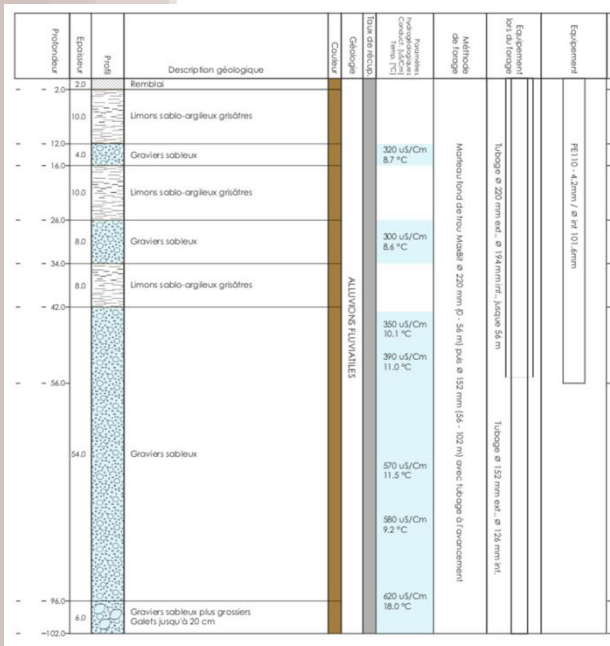 Profondeur
Epaisseur
Profil
Description géologique
Couleur
Géologie
Taux de récup.
Paramètres
hydrogéologiques
Conduct. [uS/Cm]
Temp. [°C]
Méthode
de forage
Equipement
lors du forage
Equipement
2.0
Remblai
- 2.0
10.0
Limons sablo-argileux grisâtres
- 12.0
4.0
Graviers sableux
320 uS/Cm
8.7 °C
- 16.0
10.0
Limons sablo-argileux grisâtres
- 26.0
8.0
Graviers sableux
300 uS/Cm
8.6 °C
- 34.0
8.0
Limons sablo-argileux grisâtres
- 42.0
350 uS/Cm
10.1 °C
390 uS/Cm
11.0 °C
- 56.0
54.0
Graviers sableux
570 uS/Cm
11.5 °C
580 uS/Cm
9.2 °C
620 uS/Cm
18.0 °C
- 96.0
6.0
Graviers sableux plus grossiers
Galets jusqu'à 20 cm
- 102.0
ALLUVIONS FLUVIATILES
Marteau fond de trou MaxBit Ø 220 mm (0 - 56 m) puis Ø 152 mm (56 - 102 m) avec tubage à l'avancement
Tubage Ø 220 mm ext., Ø 194 mm int., jusque 56 m
Tubage Ø 152 mm ext., Ø 126 mm int.
PE110 - 4.2mm / Ø int 101.6mm